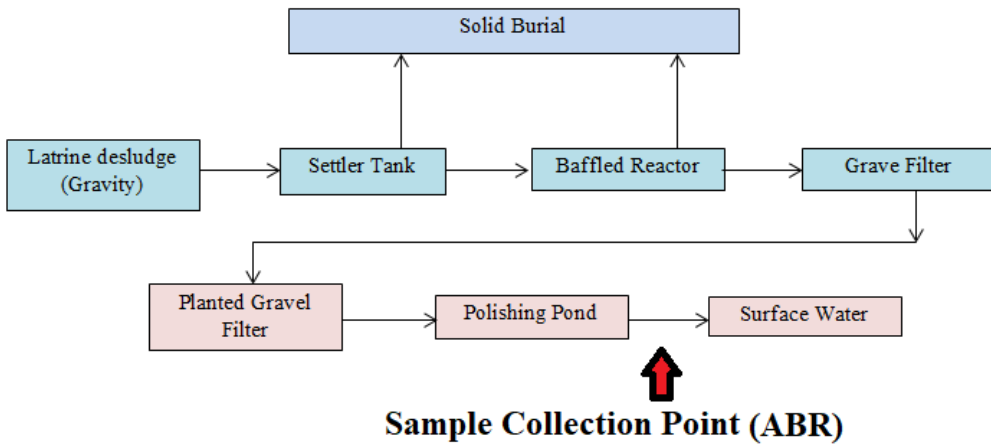 Solid Burial
Latrine desludge
(Gravity)
Settler Tank
Baffled Reactor
Grave Filter
Planted Gravel
Filter
Polishing Pond
Surface Water
Sample Collection Point (ABR)